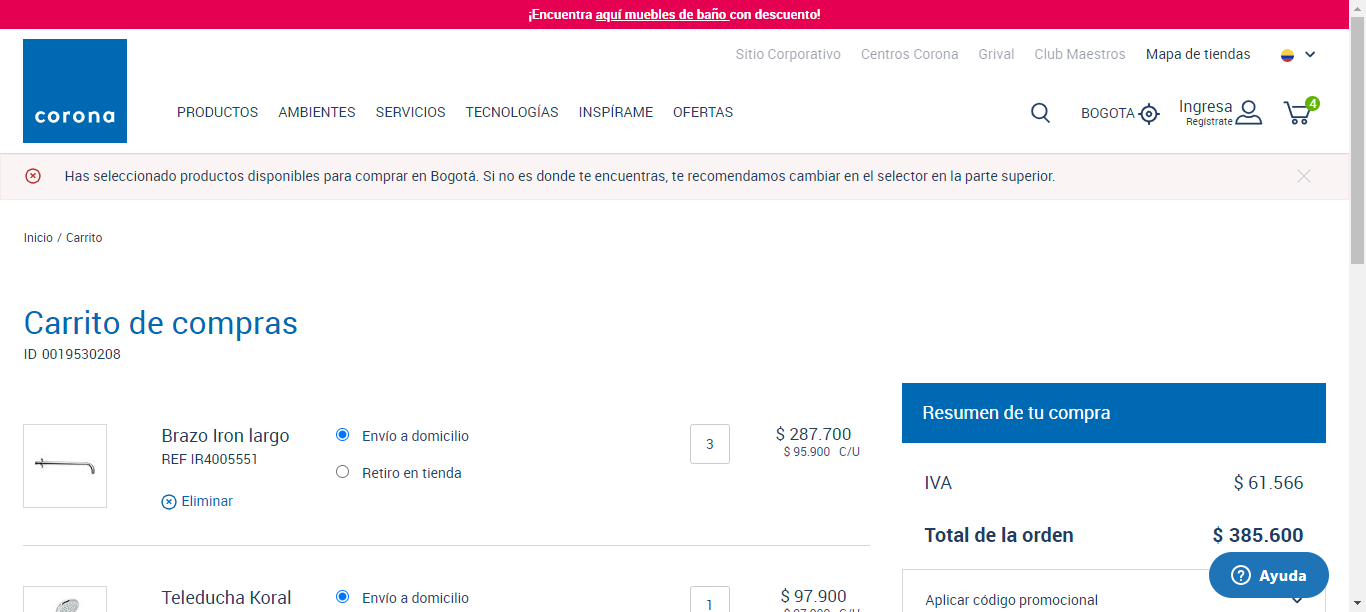 ¡Encuentra aquí muebles de baño con descuento!
Sitio Corporativo Centros Corona Grival Club Maestros Mapa de tiendas
corona
PRODUCTOS AMBIENTES SERVICIOS TECNOLOGÍAS INSPÍRAME OFERTAS
BOGOTA
Ingresa
Regístrate
4
Has seleccionado productos disponibles para comprar en Bogotá. Si no es donde te encuentras, te recomendamos cambiar en el selector en la parte superior.
Inicio / Carrito
Carrito de compras
ID 0019530208
Brazo Iron largo
REF IR4005551
Eliminar
Envío a domicilio
Retiro en tienda
3
$ 287.700
$ 95.900 C/U
Teleducha Koral
Envío a domicilio
1
$ 97.900
$ 97.900 C/U
Resumen de tu compra
IVA $ 61.566
Total de la orden $ 385.600
Aplicar código promocional
Ayuda